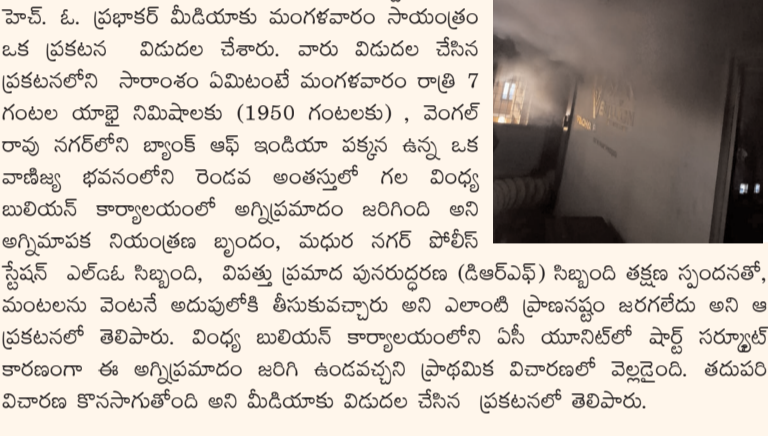 హెచ్. ఓ. ప్రభాకర్ మీడియాకు మంగళవారం సాయంత్రం
ఒక ప్రకటన విడుదల చేశారు. వారు విడుదల చేసిన
ప్రకటనలోని సారాంశం ఏమిటంటే మంగళవారం రాత్రి 7
గంటల యాభై నిమిషాలకు (1950 గంటలకు) , వెంగల్
రావు నగర్‌లోని బ్యాంక్ ఆఫ్ ఇండియా పక్కన ఉన్న ఒక
వాణిజ్య భవనంలోని రెండవ అంతస్తులో గల వింధ్య
బులియన్ కార్యాలయంలో అగ్నిప్రమాదం జరిగింది అని
అగ్నిమాపక నియంత్రణ బృందం, మధుర నగర్ పోలీస్
స్టేషన్ ఎల్‌డఓ సిబ్బంది, విపత్తు ప్రమాద పునరుద్ధరణ (డిఆర్‌ఎఫ్) సిబ్బంది తక్షణ స్పందనతో,
మంటలను వెంటనే అదుపులోకి తీసుకువచ్చారు అని ఎలాంటి ప్రాణనష్టం జరగలేదు అని ఆ
ప్రకటనలో తెలిపారు. వింధ్య బులియన్ కార్యాలయంలోని ఏసీ యూనిట్‌లో షార్ట్ సర్క్యూట్
కారణంగా ఈ అగ్నిప్రమాదం జరిగి ఉండవచ్చని ప్రాథమిక విచారణలో వెల్లడైంది. తదుపరి
విచారణ కొనసాగుతోంది అని మీడియాకు విడుదల చేసిన ప్రకటనలో తెలిపారు.